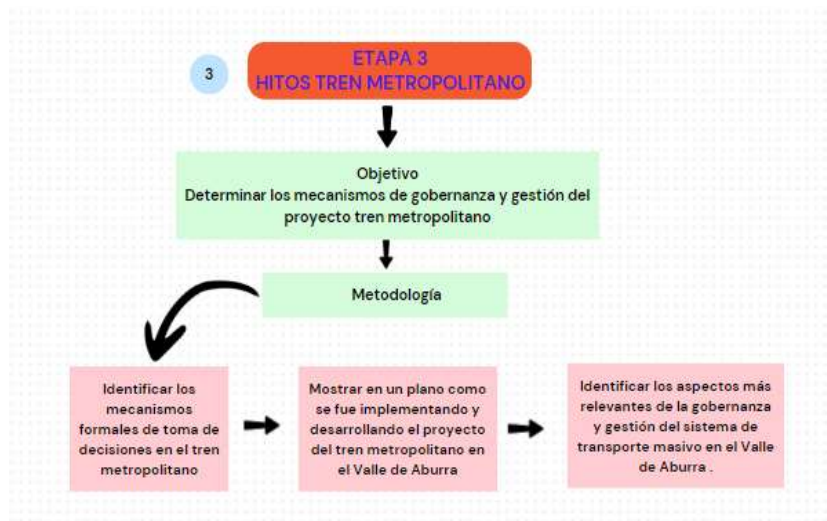 3
ETAPA 3
HITOS TREN METROPOLITANO
Objetivo
Determinar los mecanismos de gobernanza y gestión del
proyecto tren metropolitano
Metodología
Identificar los
mecanismos
formales de toma de
decisiones en el tren
metropolitano
Mostrar en un plano como
se fue implementando y
desarrollando el proyecto
del tren metropolitano en
el Valle de Aburra
Identificar los aspectos más
relevantes de la gobernanza
y gestión del sistema de
transporte masivo en el Valle
de Aburra .